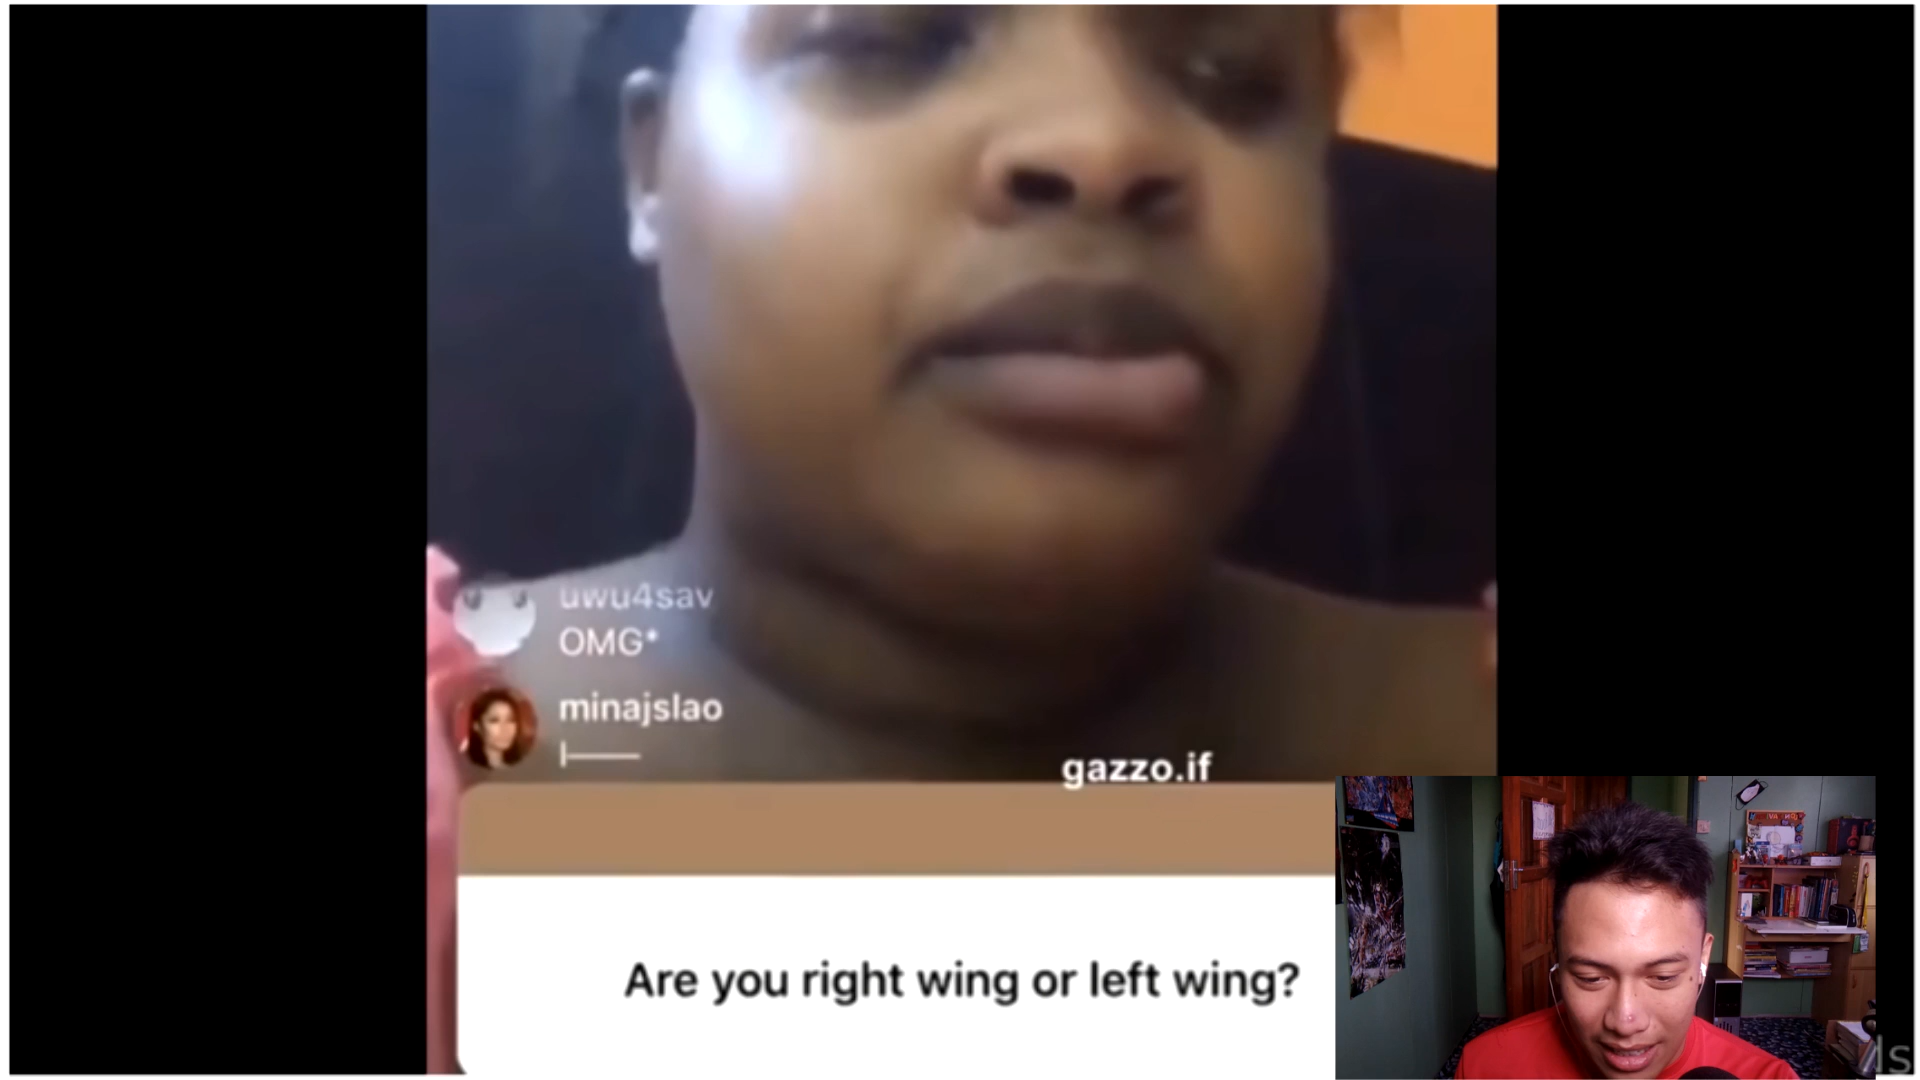 uwu4sav
OMG*
minajslao
gazzo.if
Are you right wing or left wing?